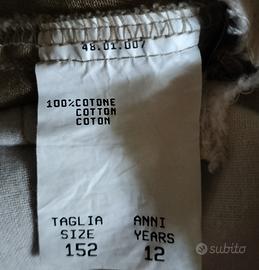 48.01.007
100%COTONE
COTTON
COTON
TAGLIA ANNI
SIZE YEARS
152 12
subito